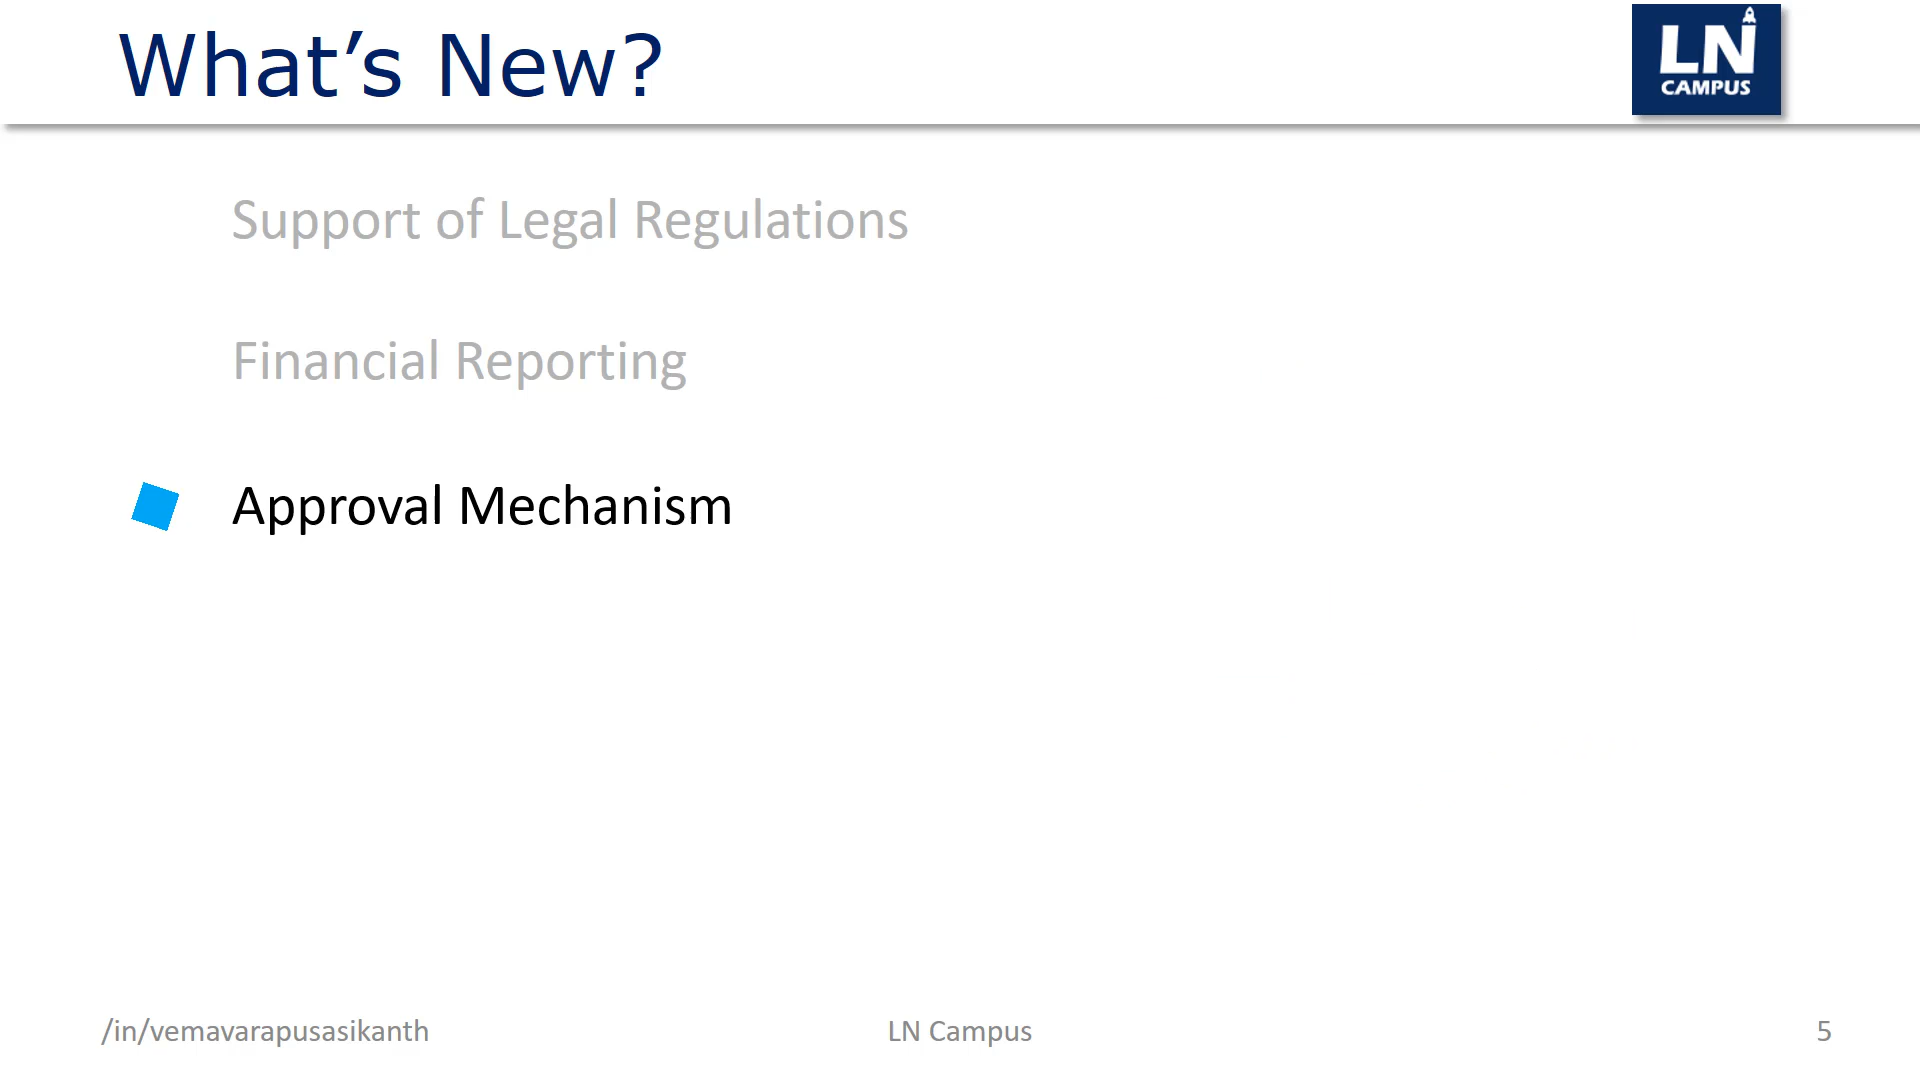 What's New?
LN
CAMPUS
Support of Legal Regulations
Financial Reporting
Approval Mechanism
/in/vemavarapusasikanth
LN Campus
5